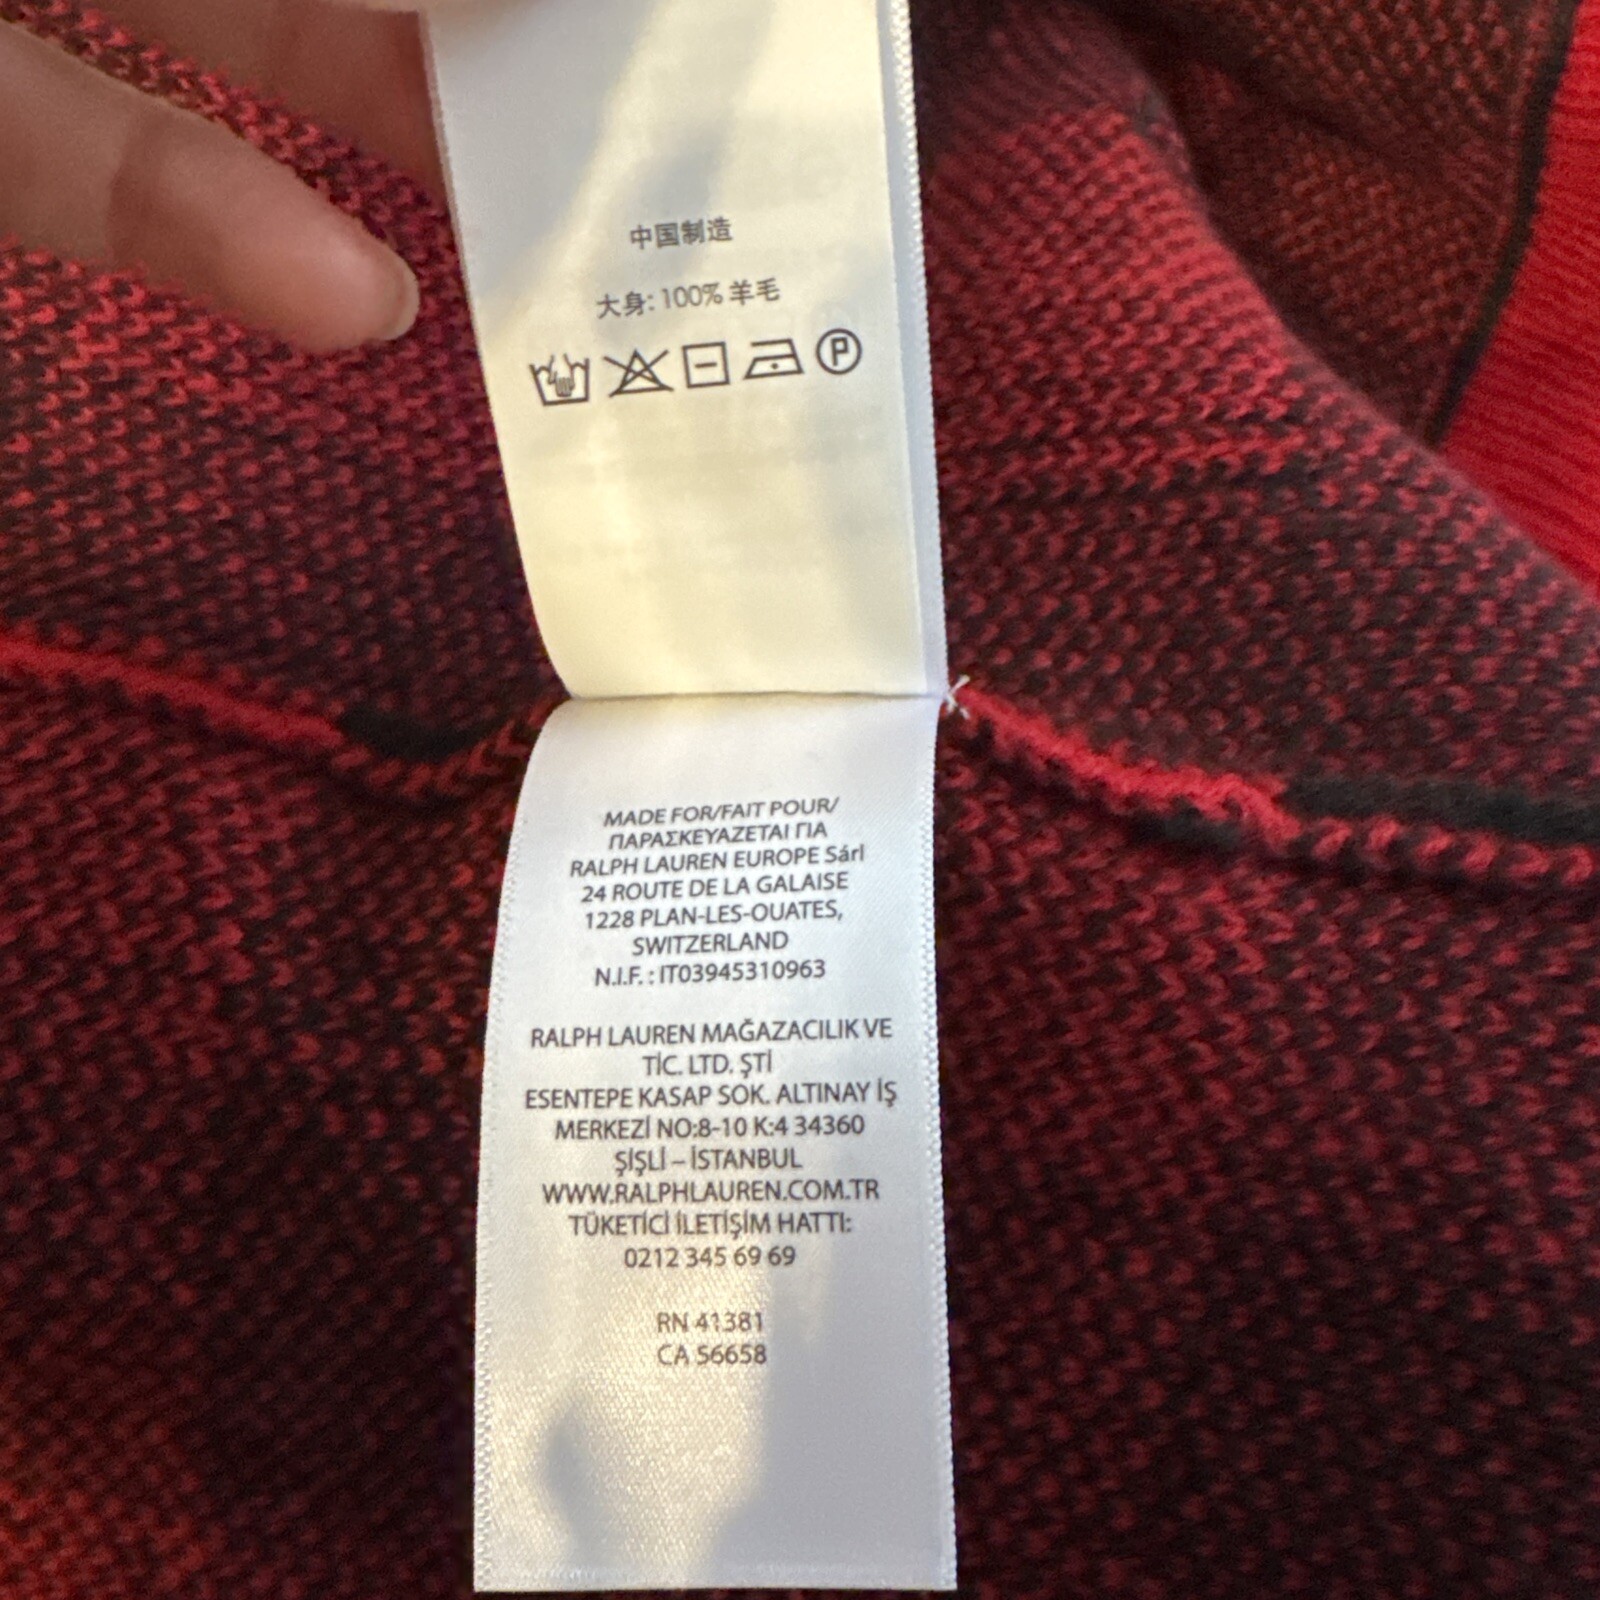 中国制造
大身: 100% 羊毛
P
MADE FOR/FAIT POUR/
ΠΑΡΑΣΚΕΥΑΖΕΤΑΙ ΓΙΑ
RALPH LAUREN EUROPE Sárl
24 ROUTE DE LA GALAISE
1228 PLAN-LES-OUATES,
SWITZERLAND
N.I.F. : IT03945310963
RALPH LAUREN MAĞAZACILIK VE
TİC. LTD. ŞTİ
ESENTEPE KASAP SOK. ALTINAY İŞ
MERKEZİ NO:8-10 K:4 34360
ŞİŞLİ – İSTANBUL
WWW.RALPHLAUREN.COM.TR
TÜKETİCİ İLETİŞİM HATTI:
0212 345 69 69
RN 41381
CA 56658